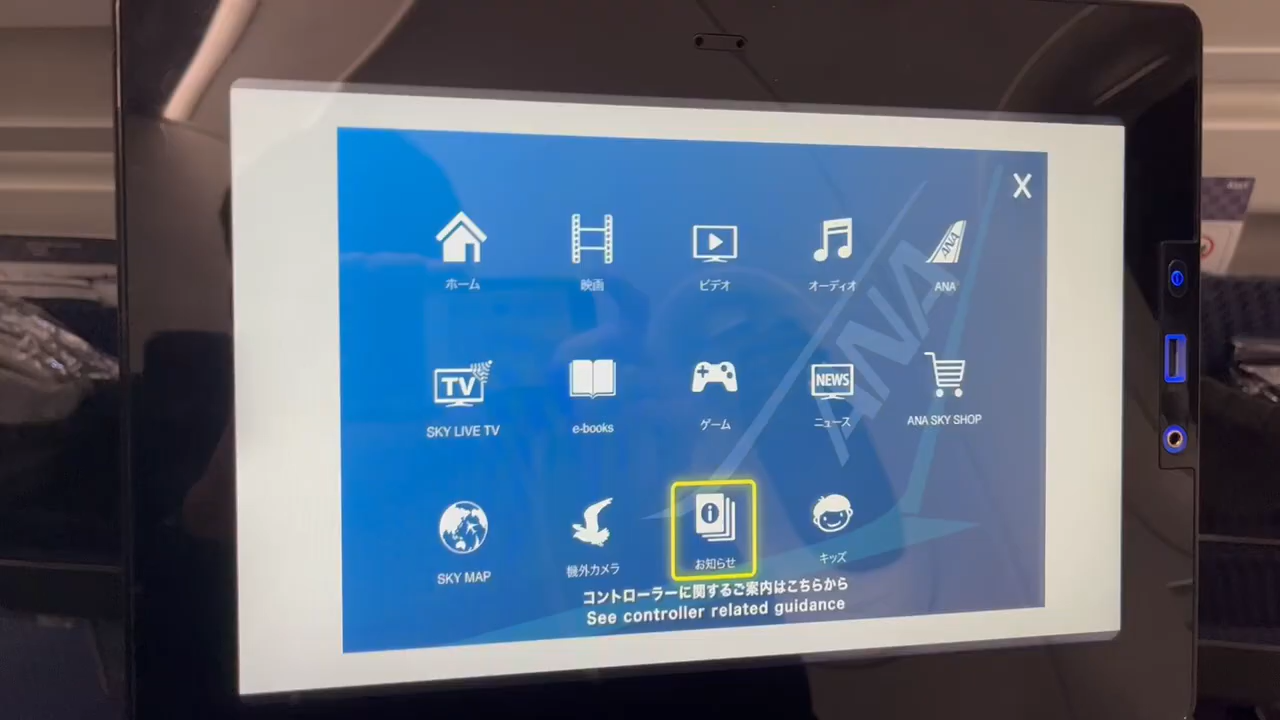 X
ホーム
映画
ビデオ
オーディオ
ANA
ANA
ANA
TV
NEWS
SKY LIVE TV
e-books
ゲーム
ニュース
ANA SKY SHOP
SKY MAP
機外カメラ
お知らせ
キッズ
コントローラーに関するご案内はこちらから
See controller related guidance